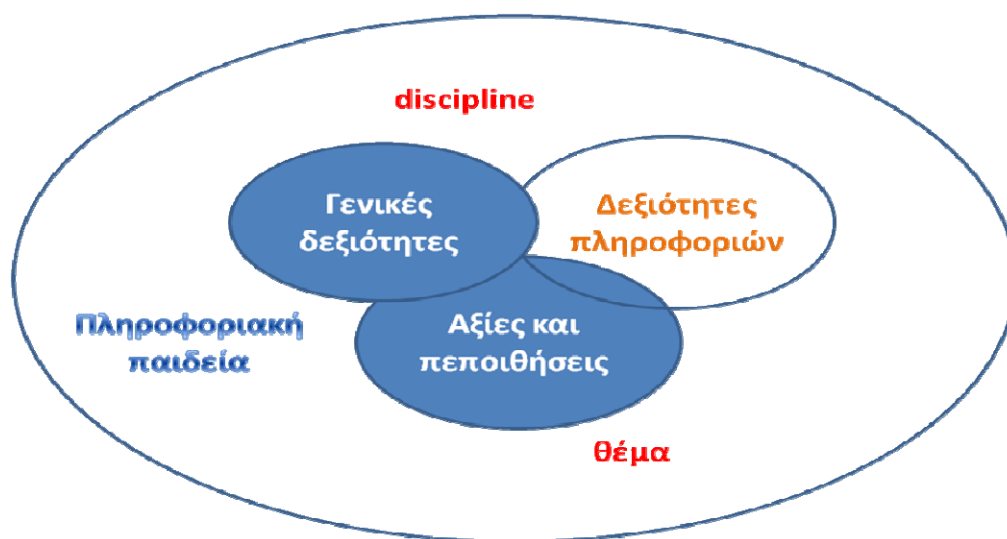 discipline
Γενικές
δεξιότητες
Δεξιότητες
πληροφοριών
Πληροφοριακή
παιδεία
Αξίες και
πεποιθήσεις
θέμα